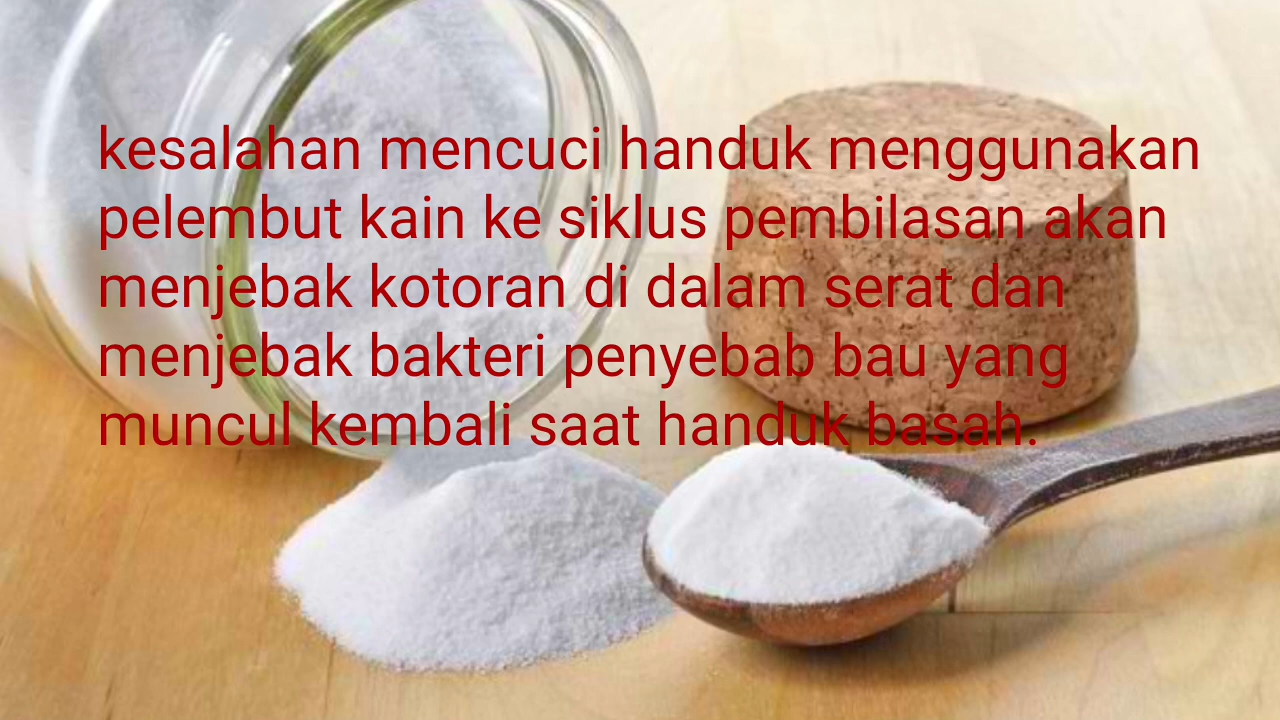 kesalahan mencuci handuk menggunakan
pelembut kain ke siklus pembilasan akan
menjebak kotoran di dalam serat dan
menjebak bakteri penyebab bau yang
muncul kembali saat handuk basah.